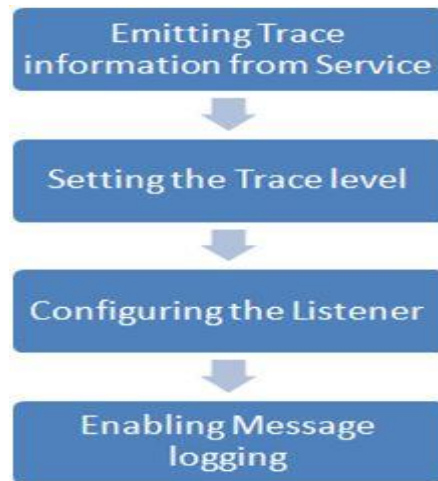 Emitting Trace
information from Service
Setting the Trace level
Configuring the Listener
Enabling Message
logging